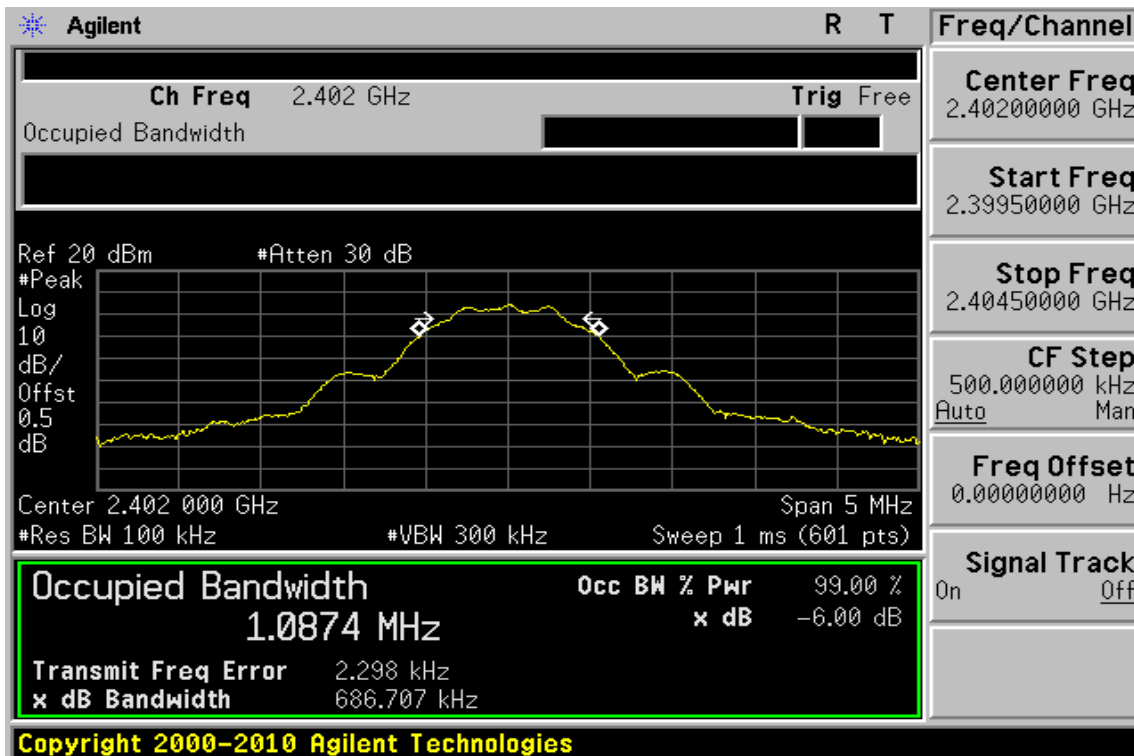 Agilent R T
Ch Freq 2.402 GHz Trig Free
Occupied Bandwidth
Ref 20 dBm #Atten 30 dB
#Peak
Log
10
dB/
Offst
0.5
dB
Center 2.402 000 GHz Span 5 MHz
#Res BW 100 kHz #VBW 300 kHz Sweep 1 ms (601 pts)
Occupied Bandwidth
1.0874 MHz
Occ BW % Pwr 99.00 %
x dB -6.00 dB
Transmit Freq Error 2.298 kHz
x dB Bandwidth 686.707 kHz
Copyright 2000-2010 Agilent Technologies
Freq/Channel
Center Freq
2.40200000 GHz
Start Freq
2.39950000 GHz
Stop Freq
2.40450000 GHz
CF Step
500.000000 kHz
Auto Man
Freq Offset
0.00000000 Hz
Signal Track
On Off